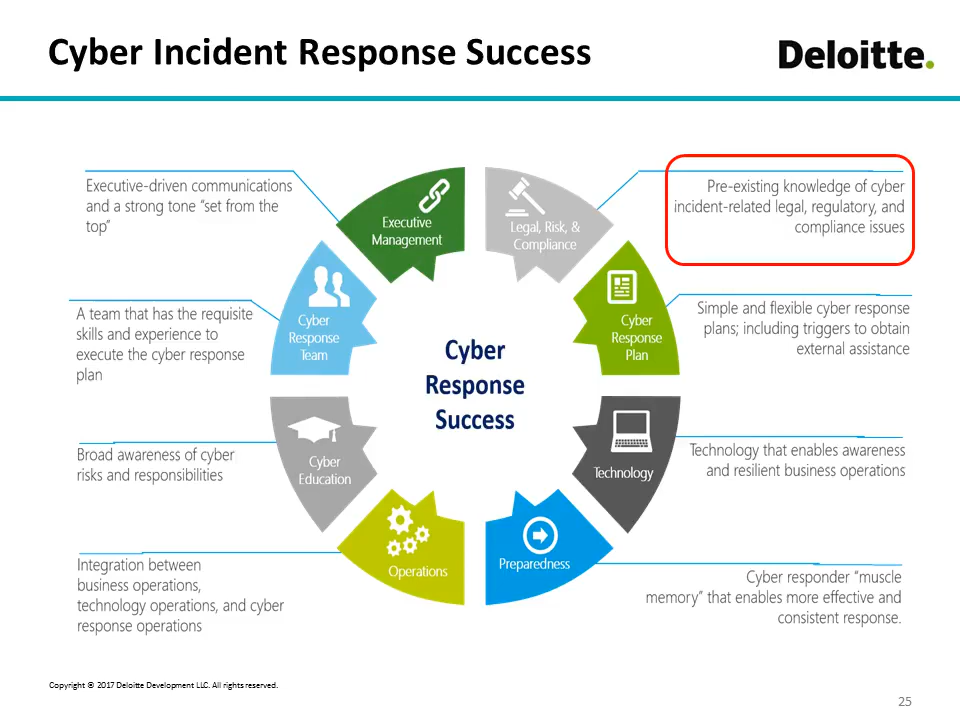 Cyber Incident Response Success
Deloitte.
Executive-driven communications
and a strong tone “set from the
top”
Executive
Management
Legal, Risk, &
Compliance
Pre-existing knowledge of cyber
incident-related legal, regulatory, and
compliance issues
A team that has the requisite
skills and experience to
execute the cyber response
plan
Cyber
Response
Team
Cyber
Response
Plan
Simple and flexible cyber response
plans; including triggers to obtain
external assistance
Cyber
Response
Success
Broad awareness of cyber
risks and responsibilities
Cyber
Education
Technology
Technology that enables awareness
and resilient business operations
Integration between
business operations,
technology operations, and cyber
response operations
Operations
Preparedness
Cyber responder “muscle
memory” that enables more effective and
consistent response.
Copyright © 2017 Deloitte Development LLC. All rights reserved.
25